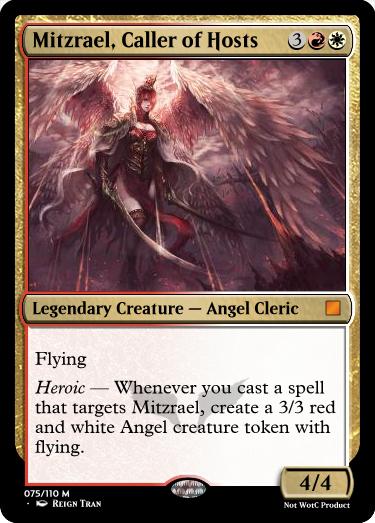 Mitzrael, Caller of Hosts 3
Legendary Creature — Angel Cleric
Flying
Heroic — Whenever you cast a spell
that targets Mitzrael, create a 3/3 red
and white Angel creature token with
flying.
4/4
075/110 M
· Reign Tran
Not WotC Product